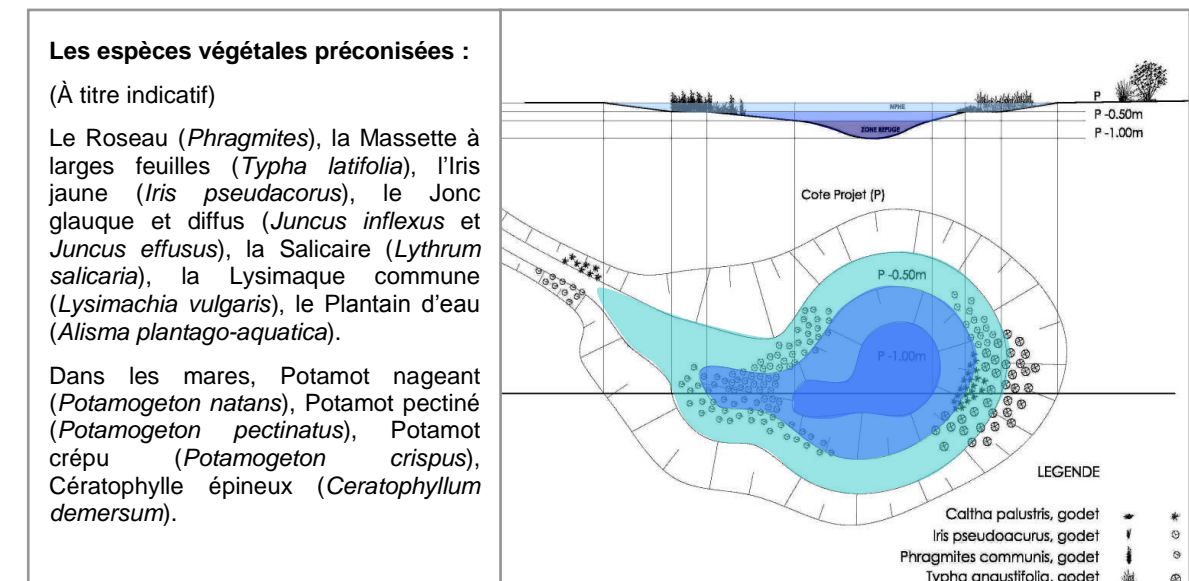 Les espèces végétales préconisées :
(À titre indicatif)
Le Roseau (Phragmites), la Massette à
larges feuilles (Typha latifolia), l'Iris
jaune (Iris pseudacorus), le Jonc
glauque et diffus (Juncus inflexus et
Juncus effusus), la Salicaire (Lythrum
salicaria), la Lysimaque commune
(Lysimachia vulgaris), le Plantain d'eau
(Alisma plantago-aquatica).
Dans les mares, Potamot nageant
(Potamogeton natans), Potamot pectiné
(Potamogeton pectinatus), Potamot
crépu (Potamogeton crispus),
Cératophylle épineux (Ceratophyllum
demersum).
P
NPHE
P -0.50m
ZONE REFUGE
P -1.00m
Cote Projet (P)
P -0.50m
P -1.00m
LEGENDE
Caltha palustris, godet
Iris pseudoacurus, godet
Phragmites communis, godet
Typha angustifolia, godet